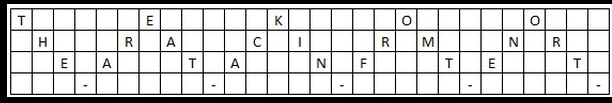 T E K O O
H R A C I R M N R
E A T A N F T E T
- - - - -